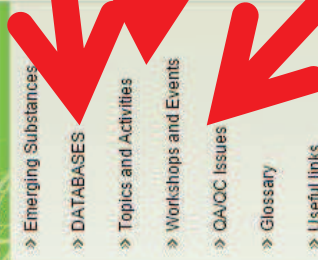 » Emerging Substances
» DATABASES
» Topics and Activities
» Workshops and Events
» QA/QC Issues
» Glossary
» Useful links